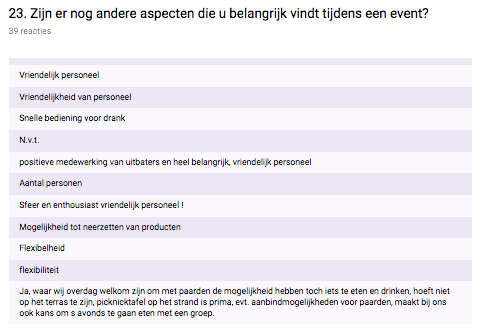 23. Zijn er nog andere aspecten die u belangrijk vindt tijdens een event?
39 reacties
Vriendelijk personeel
Vriendelijkheid van personeel
Snelle bediening voor drank
N.v.t.
positieve medewerking van uitbaters en heel belangrijk, vriendelijk personeel
Aantal personen
Sfeer en enthousiast vriendelijk personeel !
Mogelijkheid tot neerzetten van producten
Flexibelheid
flexibiliteit
Ja, waar wij overdag welkom zijn om met paarden de mogelijkheid hebben toch iets te eten en drinken, hoeft niet
op het terras te zijn, picknicktafel op het strand is prima, evt. aanbindmogelijkheden voor paarden, maakt bij ons
ook kans om s avonds te gaan eten met een groep.